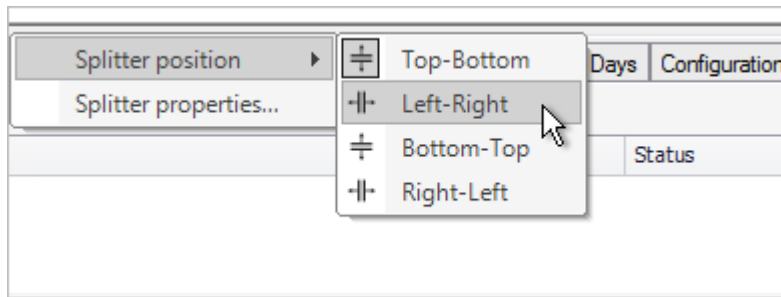 Splitter position
Splitter properties...
Top-Bottom
Left-Right
Bottom-Top
Right-Left
Days
Configuration
Status